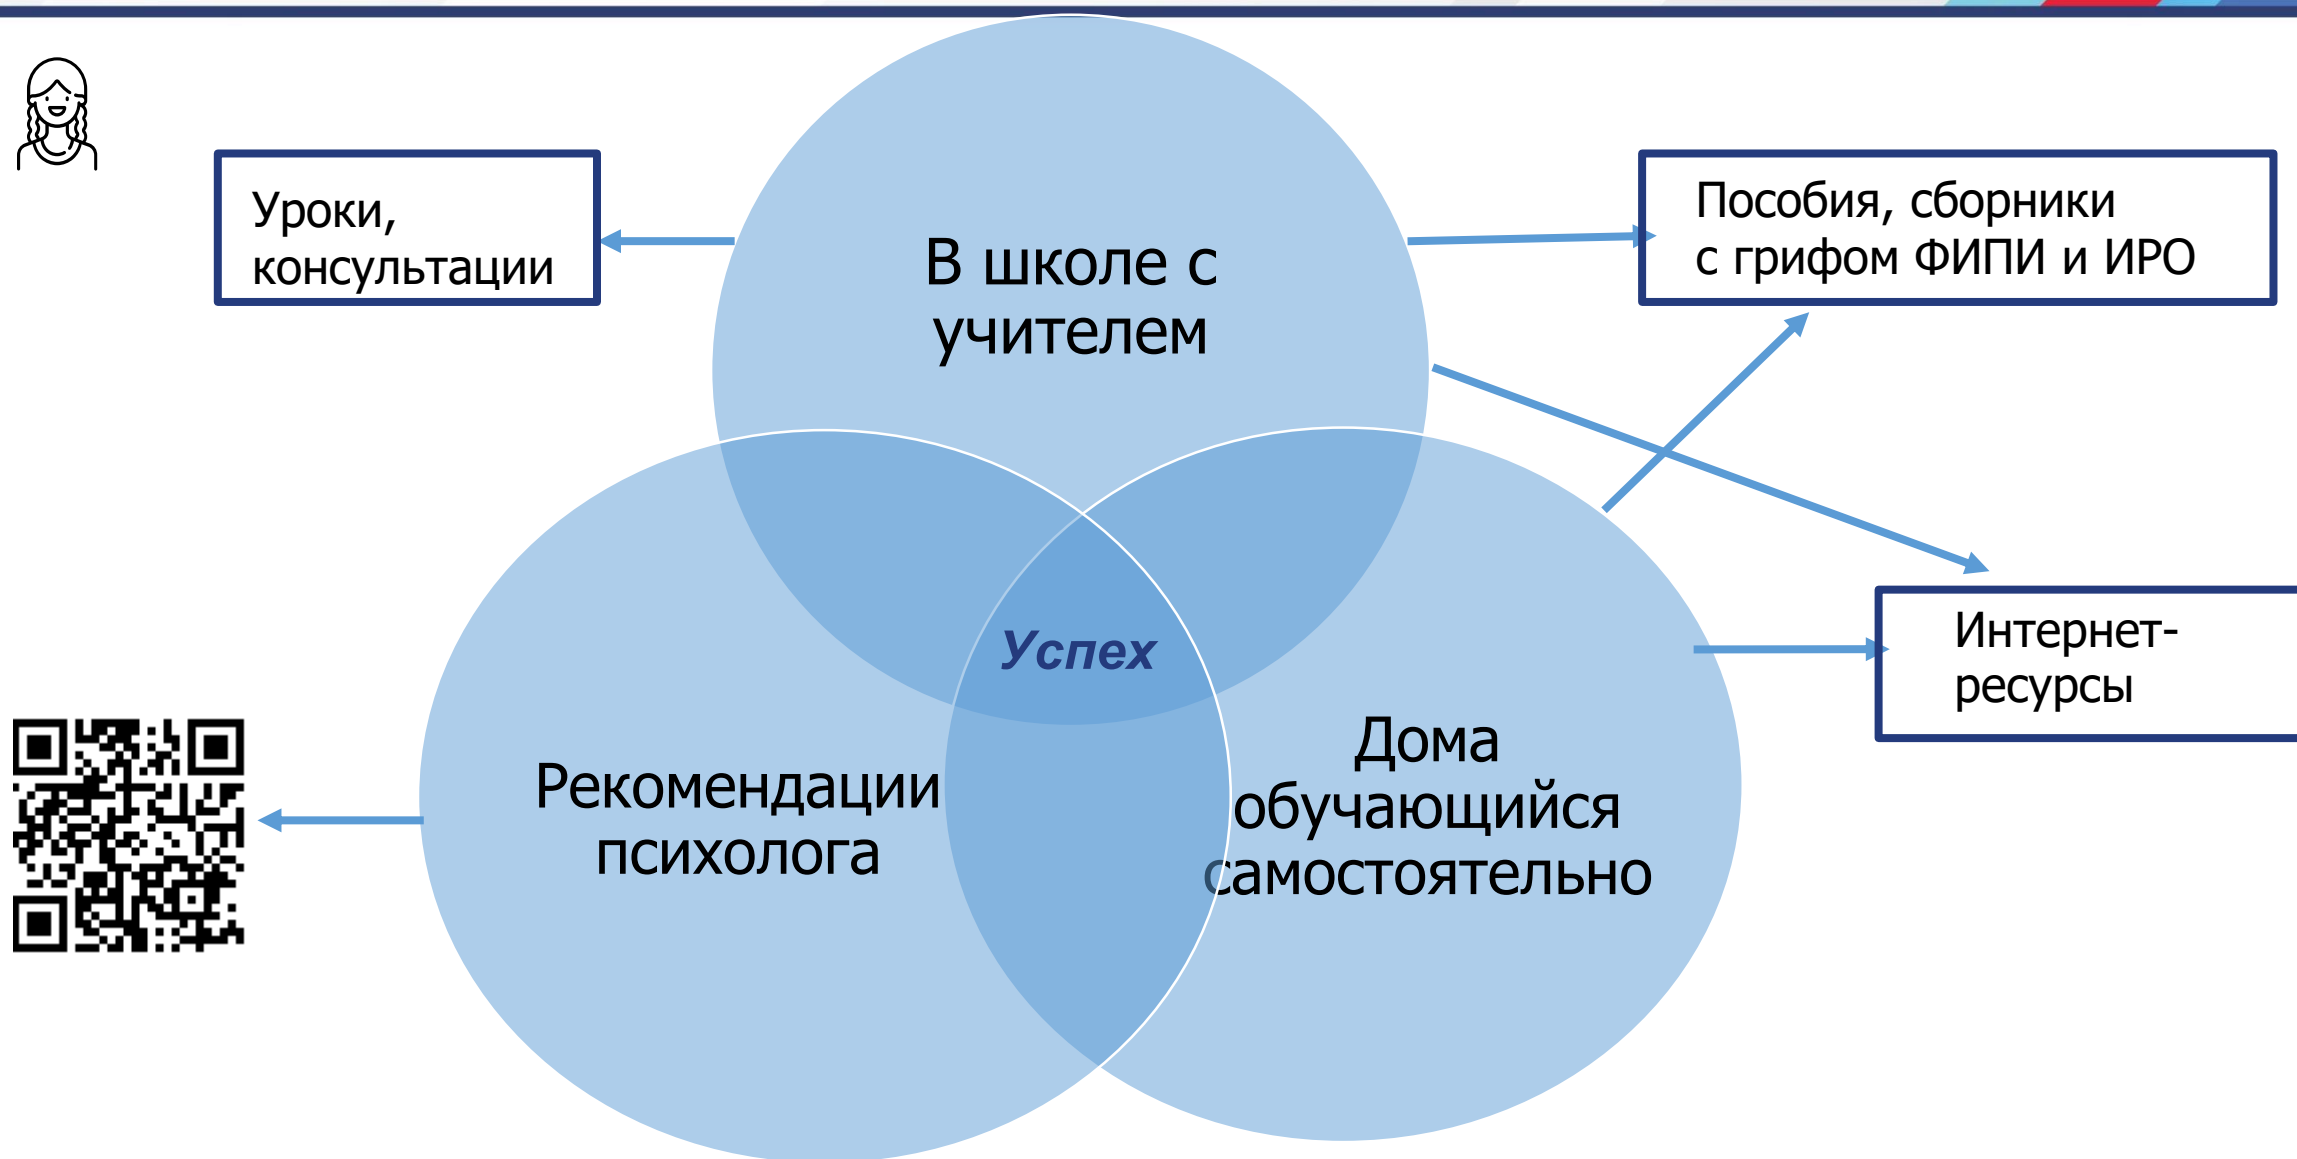 Уроки,
консультации
В школе с
учителем
Пособия, сборники
с грифом ФИПИ и ИРО
Успех
Интернет-
ресурсы
Рекомендации
психолога
Дома
обучающийся
самостоятельно